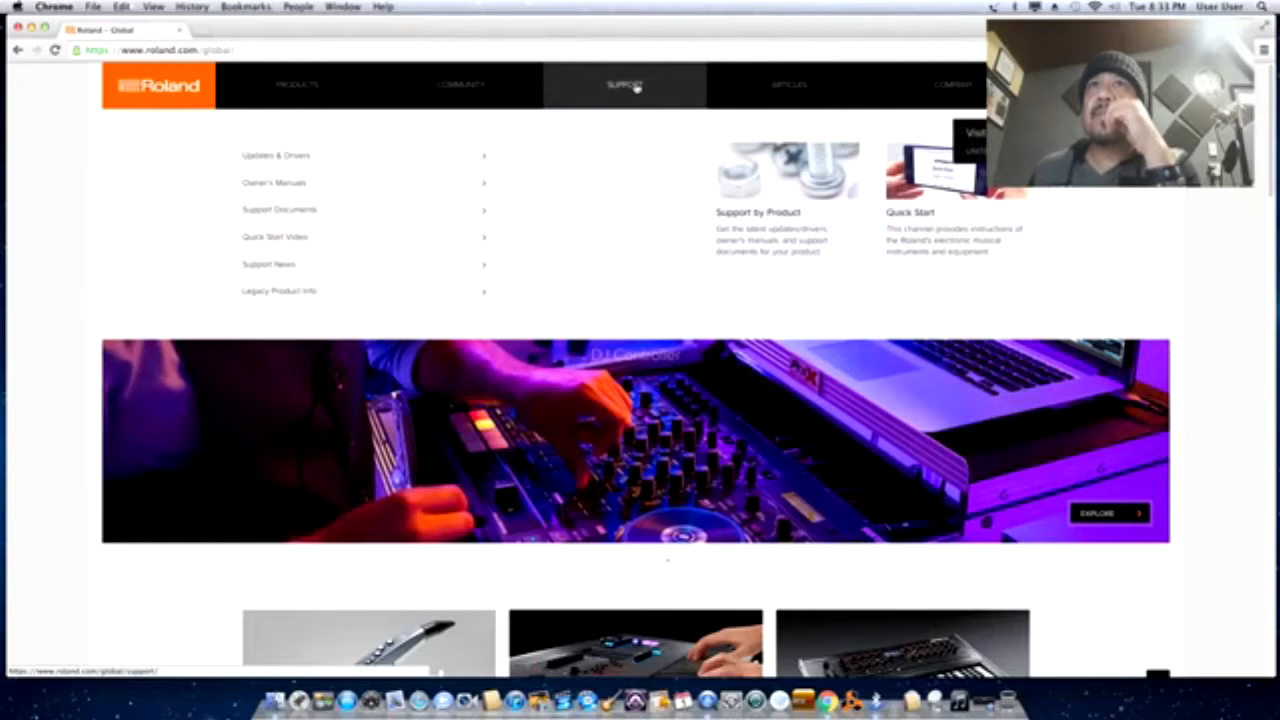 Chrome File Edit View History Bookmarks People Window Help
Tue 8:33 PM User User
Roland - Global
https://www.roland.com/global/
Roland PRODUCTS COMMUNITY SUPPORT ARTICLES COMPANY
Updates & Drivers
Owner's Manuals
Support Documents
Quick Start Video
Support News
Legacy Product Info
Support by Product
Get the latest updates/drivers,
owner's manuals, and support
documents for your product
Quick Start
This channel provides instructions of
the Roland's electronic musical
instruments and equipment
Visit
DJ Controller
EXPLORE
https://www.roland.com/global/support/